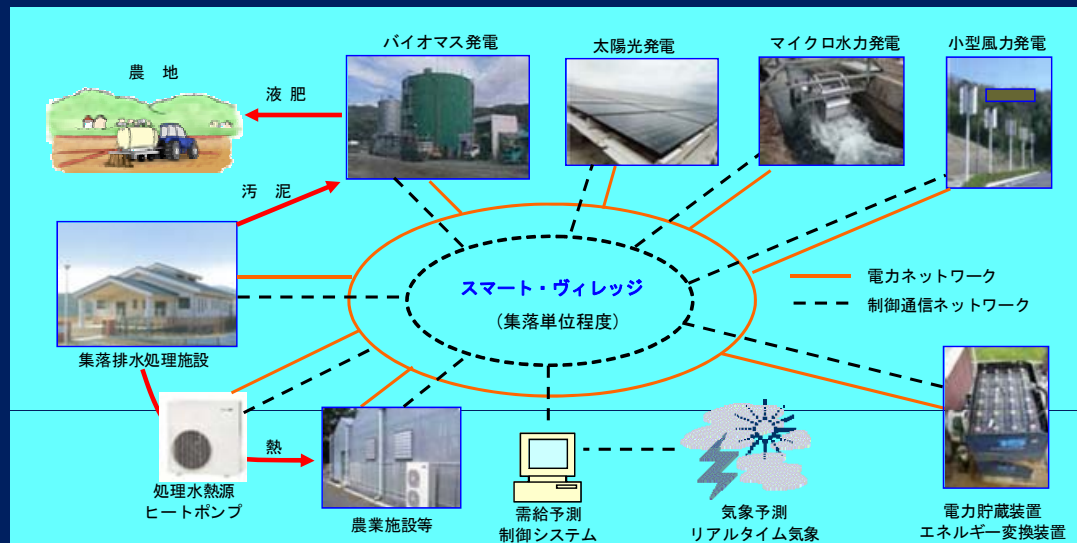 バイオマス発電
太陽光発電
マイクロ水力発電
小型風力発電
農 地
液 肥
汚 泥
スマート・ヴィレッジ
(集落単位程度)
電力ネットワーク
制御通信ネットワーク
集落排水処理施設
熱
処理水熱源
ヒートポンプ
農業施設等
需給予測
制御システム
気象予測
リアルタイム気象
電力貯蔵装置
エネルギー変換装置